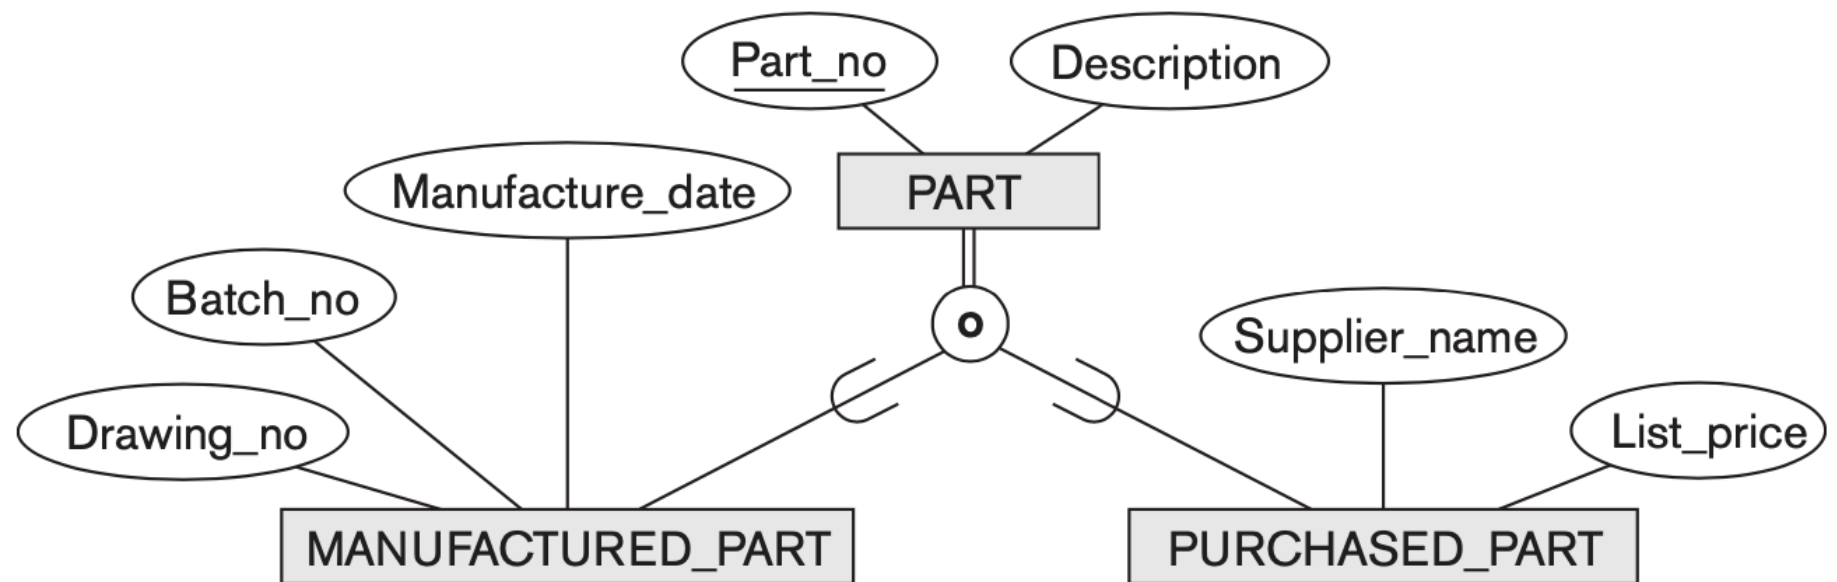 Part_no
Description
PART
Manufacture_date
Batch_no
Drawing_no
o
Supplier_name
List_price
MANUFACTURED_PART
PURCHASED_PART